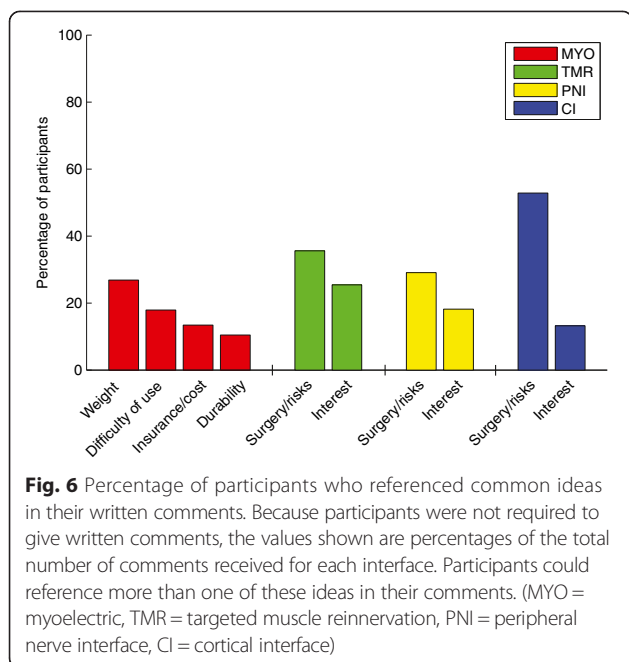 100
80
60
40
20
0
Percentage of participants
MYO
TMR
PNI
CI
Weight
Difficulty of use
Insurance/cost
Durability
Surgery/risks
Interest
Surgery/risks
Interest
Surgery/risks
Interest
Fig. 6 Percentage of participants who referenced common ideas
in their written comments. Because participants were not required to
give written comments, the values shown are percentages of the total
number of comments received for each interface. Participants could
reference more than one of these ideas in their comments. (MYO =
myoelectric, TMR = targeted muscle reinnervation, PNI = peripheral
nerve interface, CI = cortical interface)